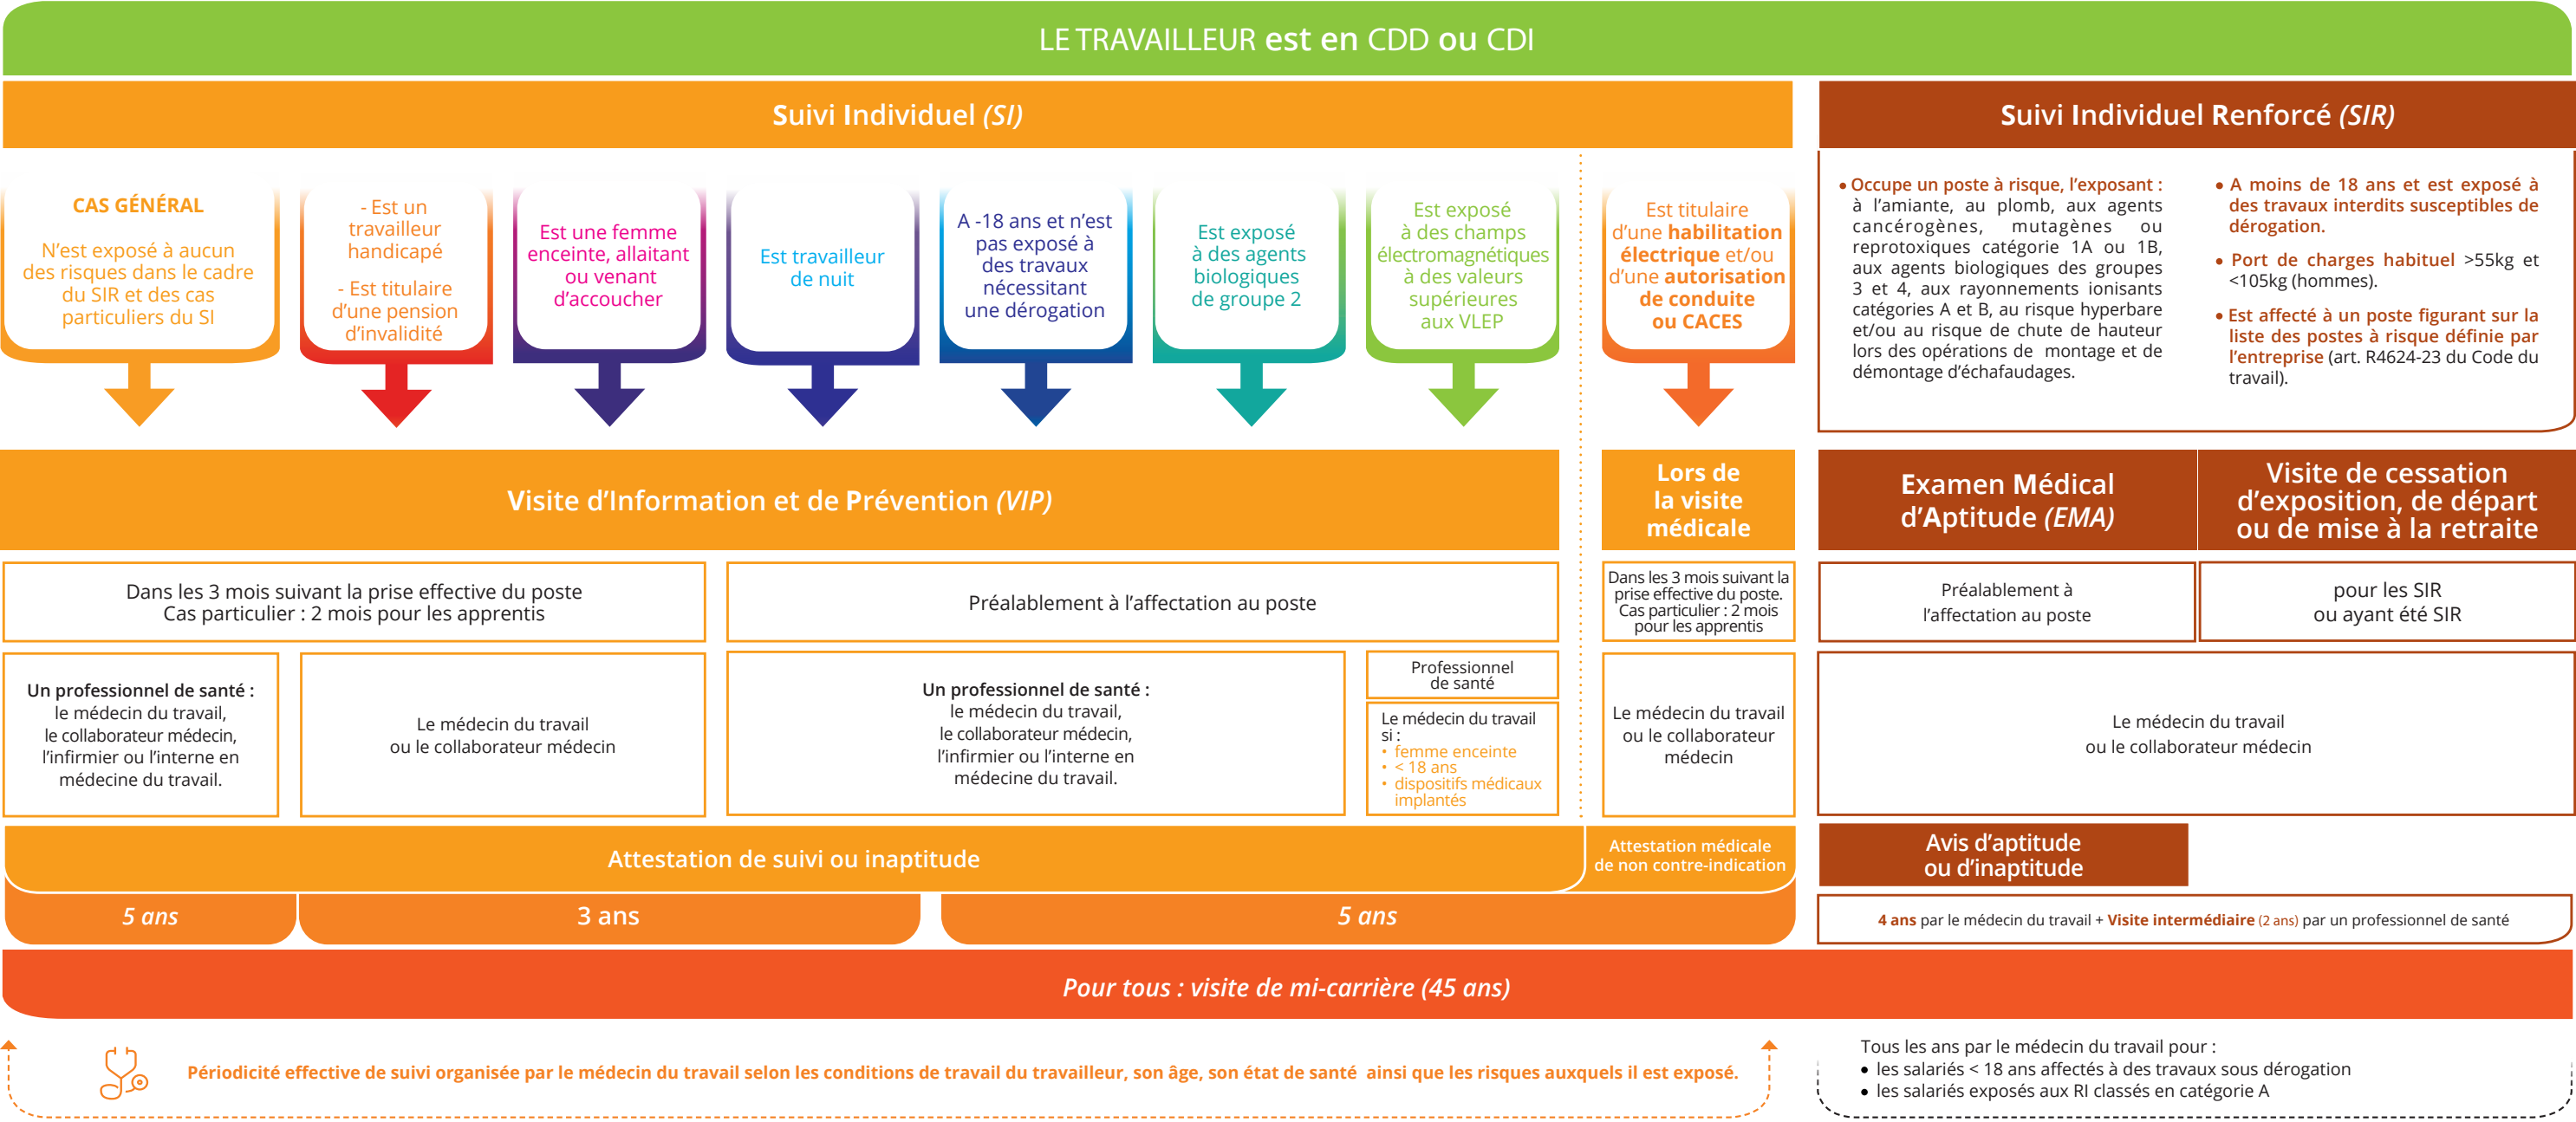 LE TRAVAILLEUR est en CDD ou CDI
Suivi Individuel (SI)
CAS GÉNÉRAL
N’est exposé à aucun
des risques dans le cadre
du SIR et des cas
particuliers du SI
- Est un
travailleur
handicapé
- Est titulaire
d’une pension
d’invalidité
Est une femme
enceinte, allaitant
ou venant
d’accoucher
Est travailleur
de nuit
A -18 ans et n’est
pas exposé à
des travaux
nécessitant
une dérogation
Est exposé
à des agents
biologiques
de groupe 2
Est exposé
à des champs
électromagnétiques
à des valeurs
supérieures
aux VLEP
Est titulaire
d’une habilitation
électrique et/ou
d’une autorisation
de conduite
ou CACES
Suivi Individuel Renforcé (SIR)
• Occupe un poste à risque, l’exposant :
à l’amiante, au plomb, aux agents
cancérogènes, mutagènes ou
reprotoxiques catégorie 1A ou 1B,
aux agents biologiques des groupes
3 et 4, aux rayonnements ionisants
catégories A et B, au risque hyperbare
et/ou au risque de chute de hauteur
lors des opérations de montage et de
démontage d’échafaudages.
• A moins de 18 ans et est exposé à
des travaux interdits susceptibles de
dérogation.
• Port de charges habituel >55kg et
<105kg (hommes).
• Est affecté à un poste figurant sur la
liste des postes à risque définie par
l’entreprise (art. R4624-23 du Code du
travail).
Visite d’Information et de Prévention (VIP)
Lors de
la visite
médicale
Examen Médical
d’Aptitude (EMA)
Visite de cessation
d’exposition, de départ
ou de mise à la retraite
Dans les 3 mois suivant la prise effective du poste
Cas particulier : 2 mois pour les apprentis
Préalablement à l’affectation au poste
Dans les 3 mois suivant la
prise effective du poste.
Cas particulier : 2 mois
pour les apprentis
Préalablement à
l’affectation au poste
pour les SIR
ou ayant été SIR
Un professionnel de santé :
le médecin du travail,
le collaborateur médecin,
l’infirmier ou l’interne en
médecine du travail.
Le médecin du travail
ou le collaborateur médecin
Un professionnel de santé :
le médecin du travail,
le collaborateur médecin,
l’infirmier ou l’interne en
médecine du travail.
Professionnel
de santé
Le médecin du travail
si :
• femme enceinte
• < 18 ans
• dispositifs médicaux
implantés
Le médecin du travail
ou le collaborateur
médecin
Le médecin du travail
ou le collaborateur médecin
Attestation de suivi ou inaptitude
Attestation médicale
de non contre-indication
Avis d’aptitude
ou d’inaptitude
5 ans
3 ans
5 ans
4 ans par le médecin du travail + Visite intermédiaire (2 ans) par un professionnel de santé
Pour tous : visite de mi-carrière (45 ans)
Périodicité effective de suivi organisée par le médecin du travail selon les conditions de travail du travailleur, son âge, son état de santé ainsi que les risques auxquels il est exposé.
Tous les ans par le médecin du travail pour :
• les salariés < 18 ans affectés à des travaux sous dérogation
• les salariés exposés aux RI classés en catégorie A